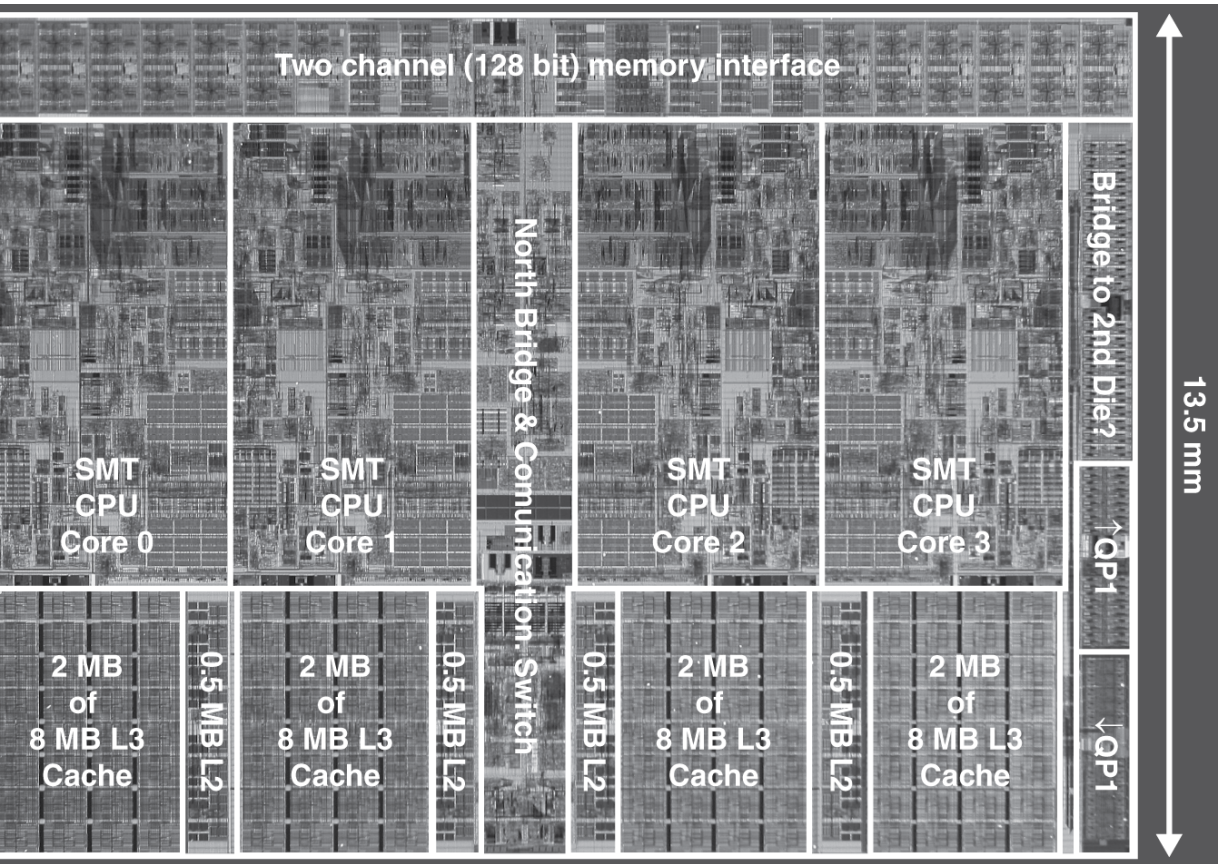 Two channel (128 bit) memory interface
North Bridge & Comunication. Switch
Bridge to 2nd Die?
13.5 mm
SMT
CPU
Core 0
SMT
CPU
Core 1
SMT
CPU
Core 2
SMT
CPU
Core 3
↑QP1
↓QP1
2 MB
of
8 MB L3
Cache
0.5 MB L2
2 MB
of
8 MB L3
Cache
0.5 MB L2
0.5 MB L2
2 MB
of
8 MB L3
Cache
0.5 MB L2
2 MB
of
8 MB L3
Cache